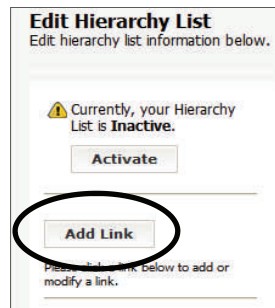 Edit Hierarchy List
Edit hierarchy list information below.
Currently, your Hierarchy
List is Inactive.
Activate
Add Link
Please click a link below to add or
modify a link.